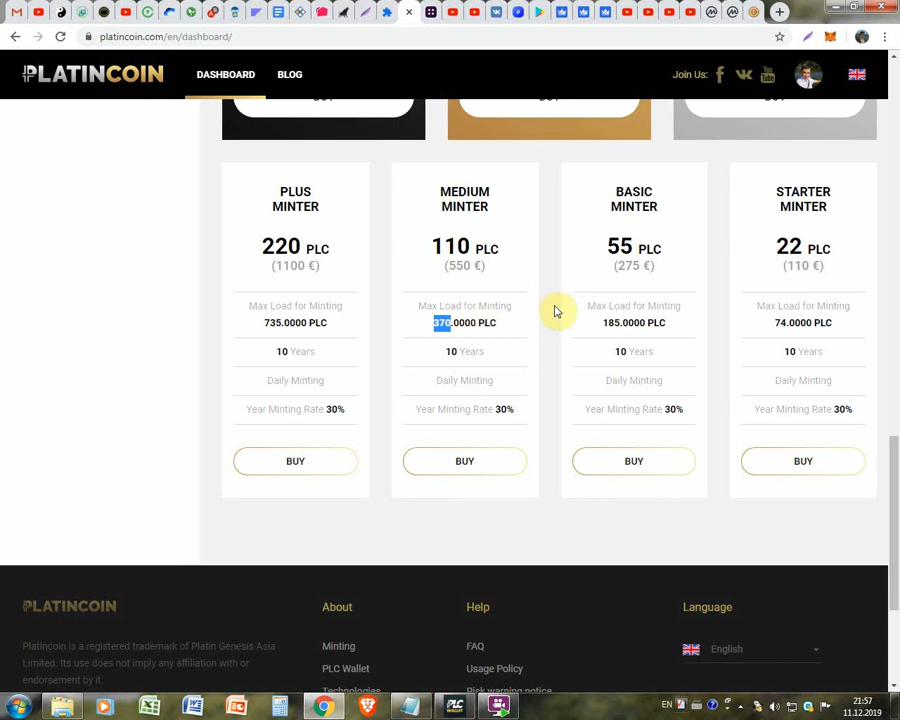 platincoin.com/en/dashboard/
PLATINCOIN
DASHBOARD
BLOG
Join Us:
PLUS
MINTER
220 PLC
(1100 €)
Max Load for Minting
735.0000 PLC
10 Years
Daily Minting
Year Minting Rate 30%
BUY
MEDIUM
MINTER
110 PLC
(550 €)
Max Load for Minting
370.0000 PLC
10 Years
Daily Minting
Year Minting Rate 30%
BUY
BASIC
MINTER
55 PLC
(275 €)
Max Load for Minting
185.0000 PLC
10 Years
Daily Minting
Year Minting Rate 30%
BUY
STARTER
MINTER
22 PLC
(110 €)
Max Load for Minting
74.0000 PLC
10 Years
Daily Minting
Year Minting Rate 30%
BUY
PLATINCOIN
Platincoin is a registered trademark of Platin Genesis Asia
Limited. Its use does not imply any affiliation with or
endorsement by it.
About
Minting
PLC Wallet
Technologies
Help
FAQ
Usage Policy
Risk warning notice
Language
English
EN
21:57
11.12.2019